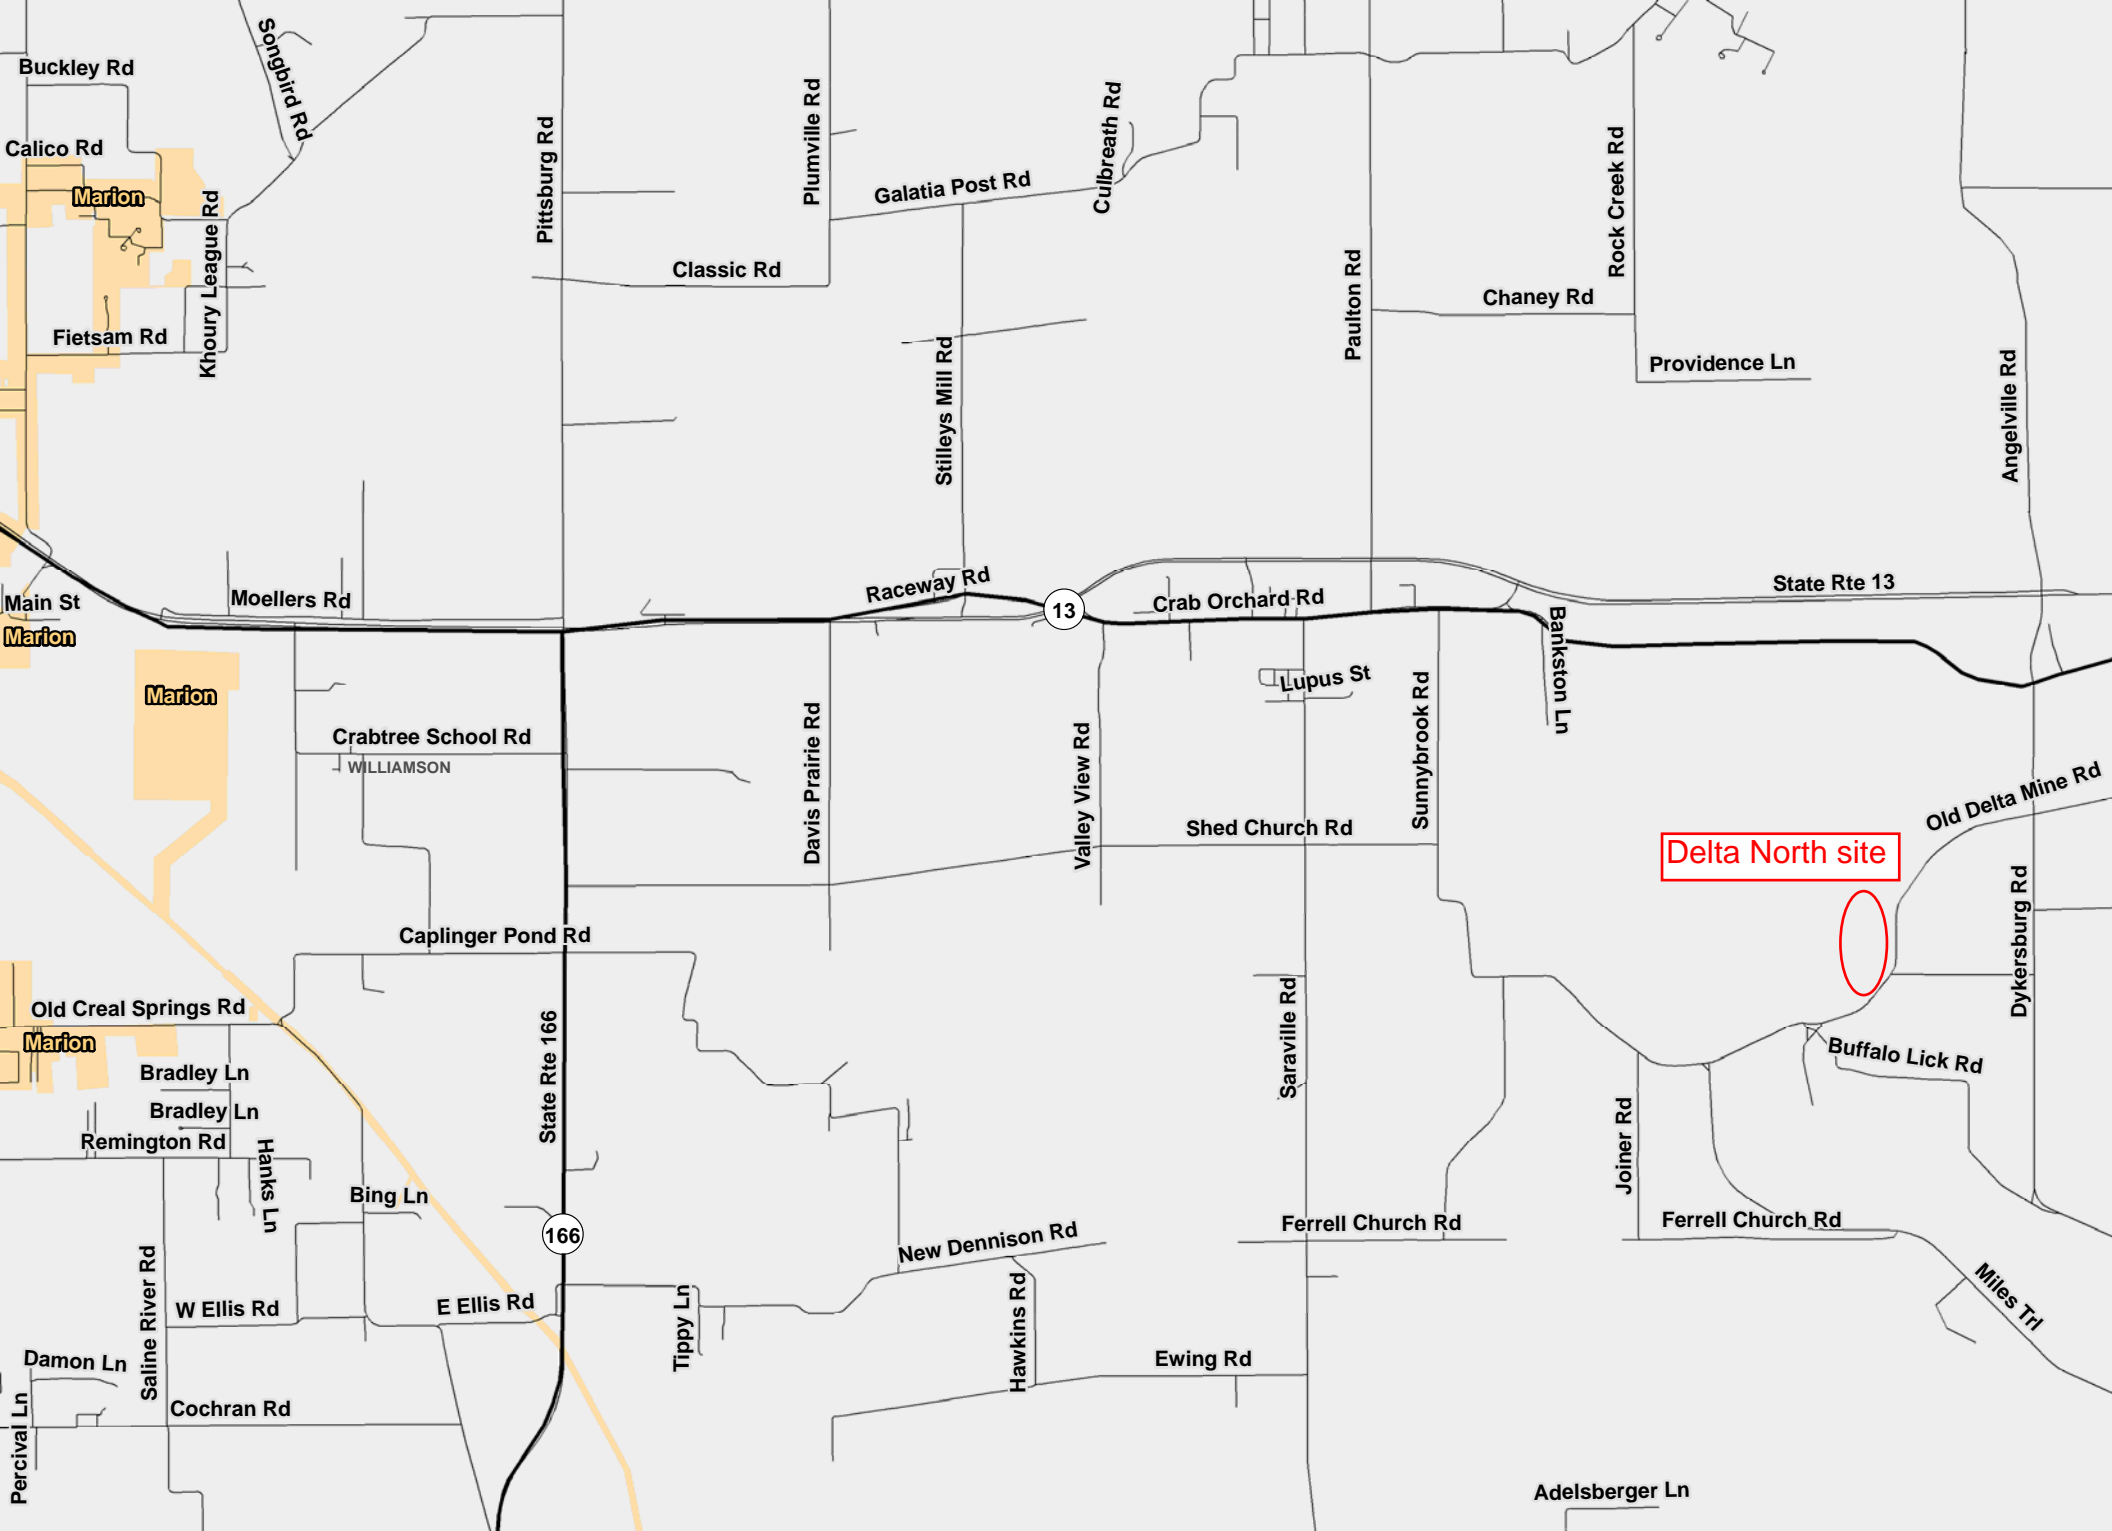 Buckley Rd
Songbird Rd
Calico Rd
Marion
Khoury League Rd
Fietsam Rd
Pittsburg Rd
Plumville Rd
Galatia Post Rd
Culbreath Rd
Classic Rd
Stilleys Mill Rd
Paulton Rd
Rock Creek Rd
Chaney Rd
Providence Ln
Angelville Rd
Main St
Marion
Moellers Rd
Raceway Rd
13
Crab Orchard Rd
State Rte 13
Bankston Ln
Marion
Lupus St
Crabtree School Rd
WILLIAMSON
Davis Prairie Rd
Valley View Rd
Sunnybrook Rd
Shed Church Rd
Old Delta Mine Rd
Delta North site
Dykersburg Rd
Caplinger Pond Rd
Old Creal Springs Rd
Marion
State Rte 166
Saraville Rd
Buffalo Lick Rd
Bradley Ln
Bradley Ln
Remington Rd
Hanks Ln
Joiner Rd
Bing Ln
166
New Dennison Rd
Ferrell Church Rd
Ferrell Church Rd
Miles Trl
Saline River Rd
W Ellis Rd
E Ellis Rd
Tippy Ln
Hawkins Rd
Ewing Rd
Damon Ln
Percival Ln
Cochran Rd
Adelsberger Ln